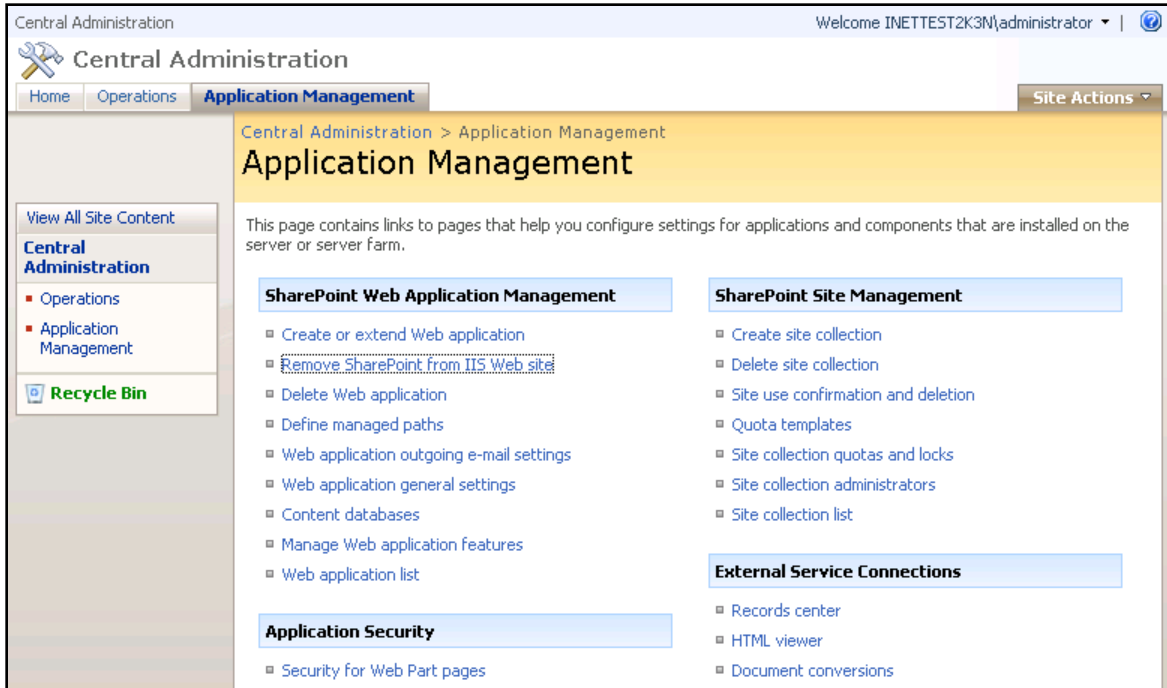 Central Administration
Welcome INETTEST2K3N\administrator
Central Administration
Home
Operations
Application Management
Site Actions
Central Administration > Application Management
Application Management
View All Site Content
Central
Administration
Operations
Application
Management
Recycle Bin
This page contains links to pages that help you configure settings for applications and components that are installed on the
server or server farm.
SharePoint Web Application Management
Create or extend Web application
Remove SharePoint from IIS Web site
Delete Web application
Define managed paths
Web application outgoing e-mail settings
Web application general settings
Content databases
Manage Web application features
Web application list
Application Security
Security for Web Part pages
SharePoint Site Management
Create site collection
Delete site collection
Site use confirmation and deletion
Quota templates
Site collection quotas and locks
Site collection administrators
Site collection list
External Service Connections
Records center
HTML viewer
Document conversions